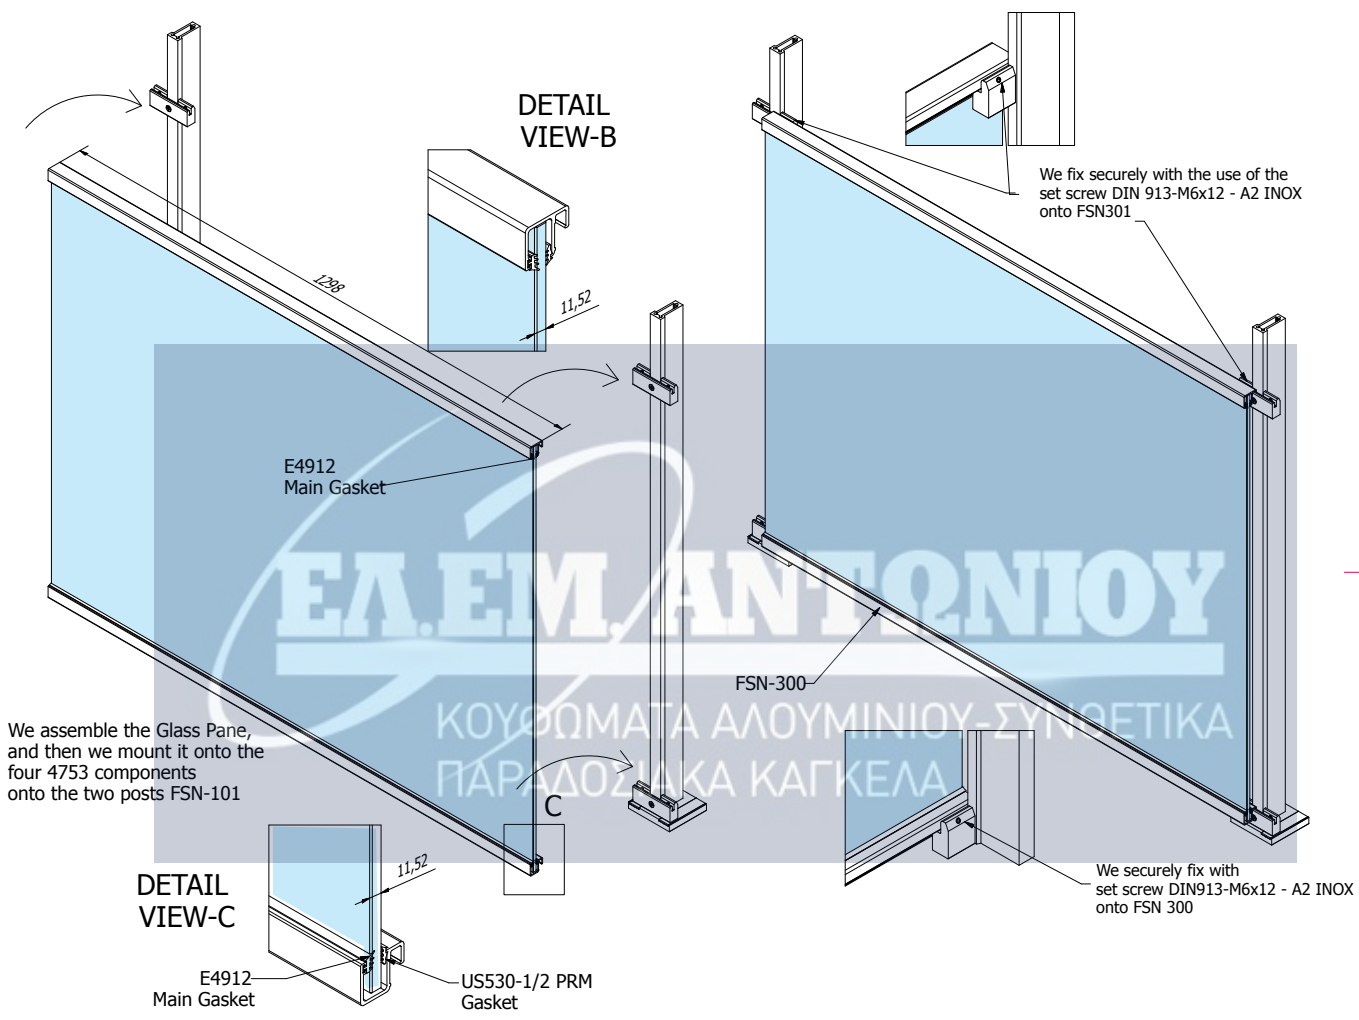 DETAIL
VIEW-B
1298
11,52
E4912
Main Gasket
We assemble the Glass Pane,
and then we mount it onto the
four 4753 components
onto the two posts FSN-101
C
DETAIL
VIEW-C
11,52
E4912
Main Gasket
US530-1/2 PRM
Gasket
We fix securely with the use of the
set screw DIN 913-M6x12 - A2 INOX
onto FSN301
FSN-300
We securely fix with
set screw DIN913-M6x12 - A2 INOX
onto FSN 300
ΕΛ.ΕΜ. ΑΝΤΩΝΙΟΥ
ΚΟΥΦΩΜΑΤΑ ΑΛΟΥΜΙΝΙΟΥ-ΣΥΝΘΕΤΙΚΑ
ΠΑΡΑΔΟΣΙΑΚΑ ΚΑΓΚΕΛΑ